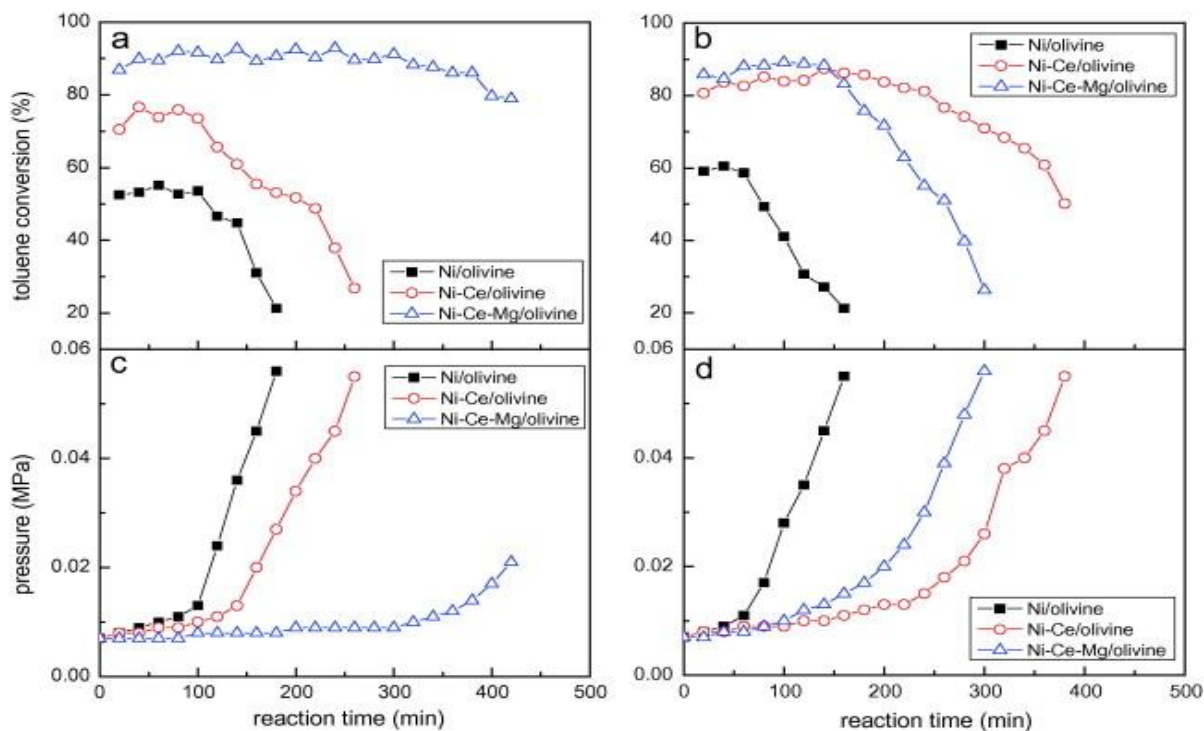 a
100
80
60
40
20
0.06
toluene conversion (%)
Ni/olivine
Ni-Ce/olivine
Ni-Ce-Mg/olivine
b
100
80
60
40
20
0.06
toluene conversion (%)
Ni/olivine
Ni-Ce/olivine
Ni-Ce-Mg/olivine
c
0.04
0.02
0.00
pressure (MPa)
Ni/olivine
Ni-Ce/olivine
Ni-Ce-Mg/olivine
0 100 200 300 400 500
reaction time (min)
d
0.04
0.02
0.00
pressure (MPa)
Ni/olivine
Ni-Ce/olivine
Ni-Ce-Mg/olivine
0 100 200 300 400 500
reaction time (min)